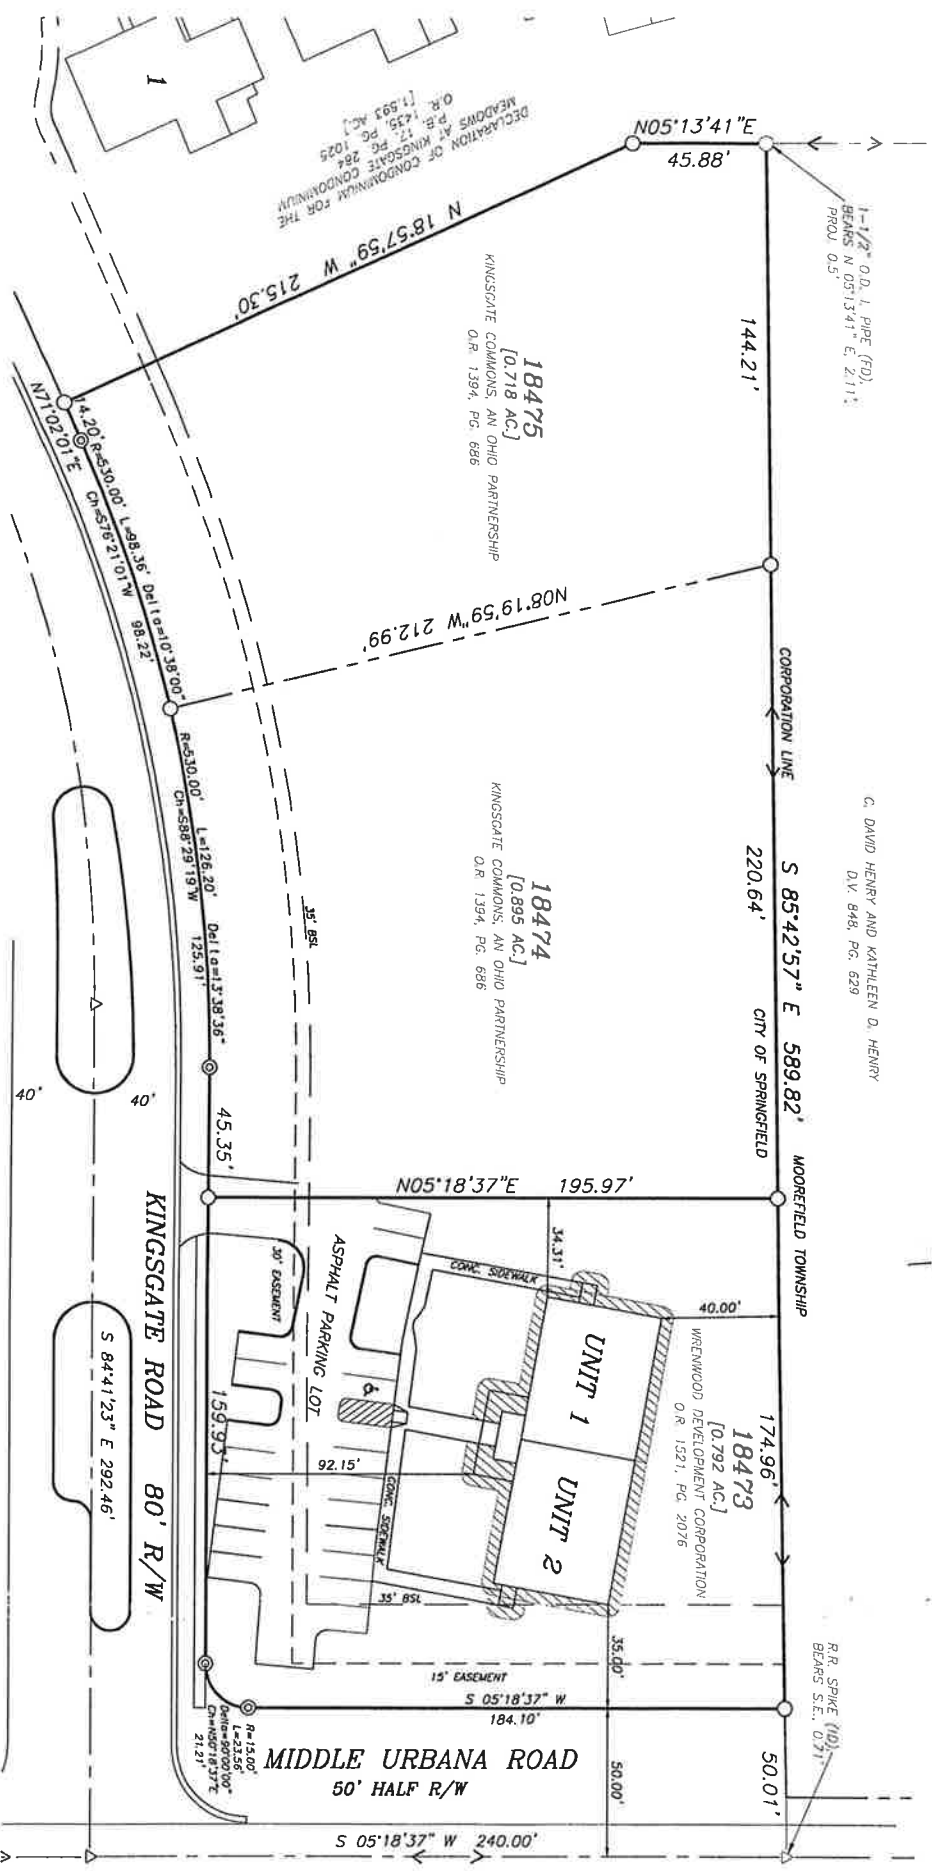 N05°13'41"E
45.88'
1-1/2" O.D. I. PIPE (FD),
BEARS N 05°13'41" E, 2.11';
PROJ. 0.5'
1
DECLARATION OF CONDOMINIUM FOR THE
MEADOWS AT KINGSGATE CONDOMINIUM
P.B. 17, PG 284
O.R. 1435, PG 1025
[1.593 AC.]
N 18°57'59" W 215.30'
144.21'
18475
[0.718 AC.]
KINGSGATE COMMONS, AN OHIO PARTNERSHIP
O.R. 1394, PG. 686
14.20'
N71°02'01"E
R=530.00' L=98.36' Delta=10°38'00"
Ch=S76°21'01"W 98.22'
N08°19'59"W 212.99'
CORPORATION LINE
S 85°42'57" E 589.82'
MOOREFIELD TOWNSHIP
220.64'
CITY OF SPRINGFIELD
C. DAVID HENRY AND KATHLEEN D. HENRY
D.V. 848, PG. 629
18474
[0.895 AC.]
KINGSGATE COMMONS, AN OHIO PARTNERSHIP
O.R. 1394, PG. 686
35' BSL
R=530.00' L=126.20' Delta=13°38'36"
Ch=S88°29'19"W 125.91'
45.35'
40'
40'
N05°18'37"E 195.97'
34.31'
40.00'
174.96'
18473
[0.792 AC.]
WRENWOOD DEVELOPMENT CORPORATION
O.R. 1521, PG. 2076
UNIT 1
UNIT 2
CONC. SIDEWALK
CONC. SIDEWALK
ASPHALT PARKING LOT
30' EASEMENT
92.15'
159.93'
35' BSL
35.00'
15' EASEMENT
S 05°18'37" W
184.10'
R=15.00'
L=23.56'
Delta=90°00'00"
Ch=N50°18'37"E
21.21'
KINGSGATE ROAD 80' R/W
S 84°41'23" E 292.46'
MIDDLE URBANA ROAD
50' HALF R/W
50.00'
50.01'
R.R. SPIKE (FD),
BEARS S.E., 0.71'
S 05°18'37" W 240.00'